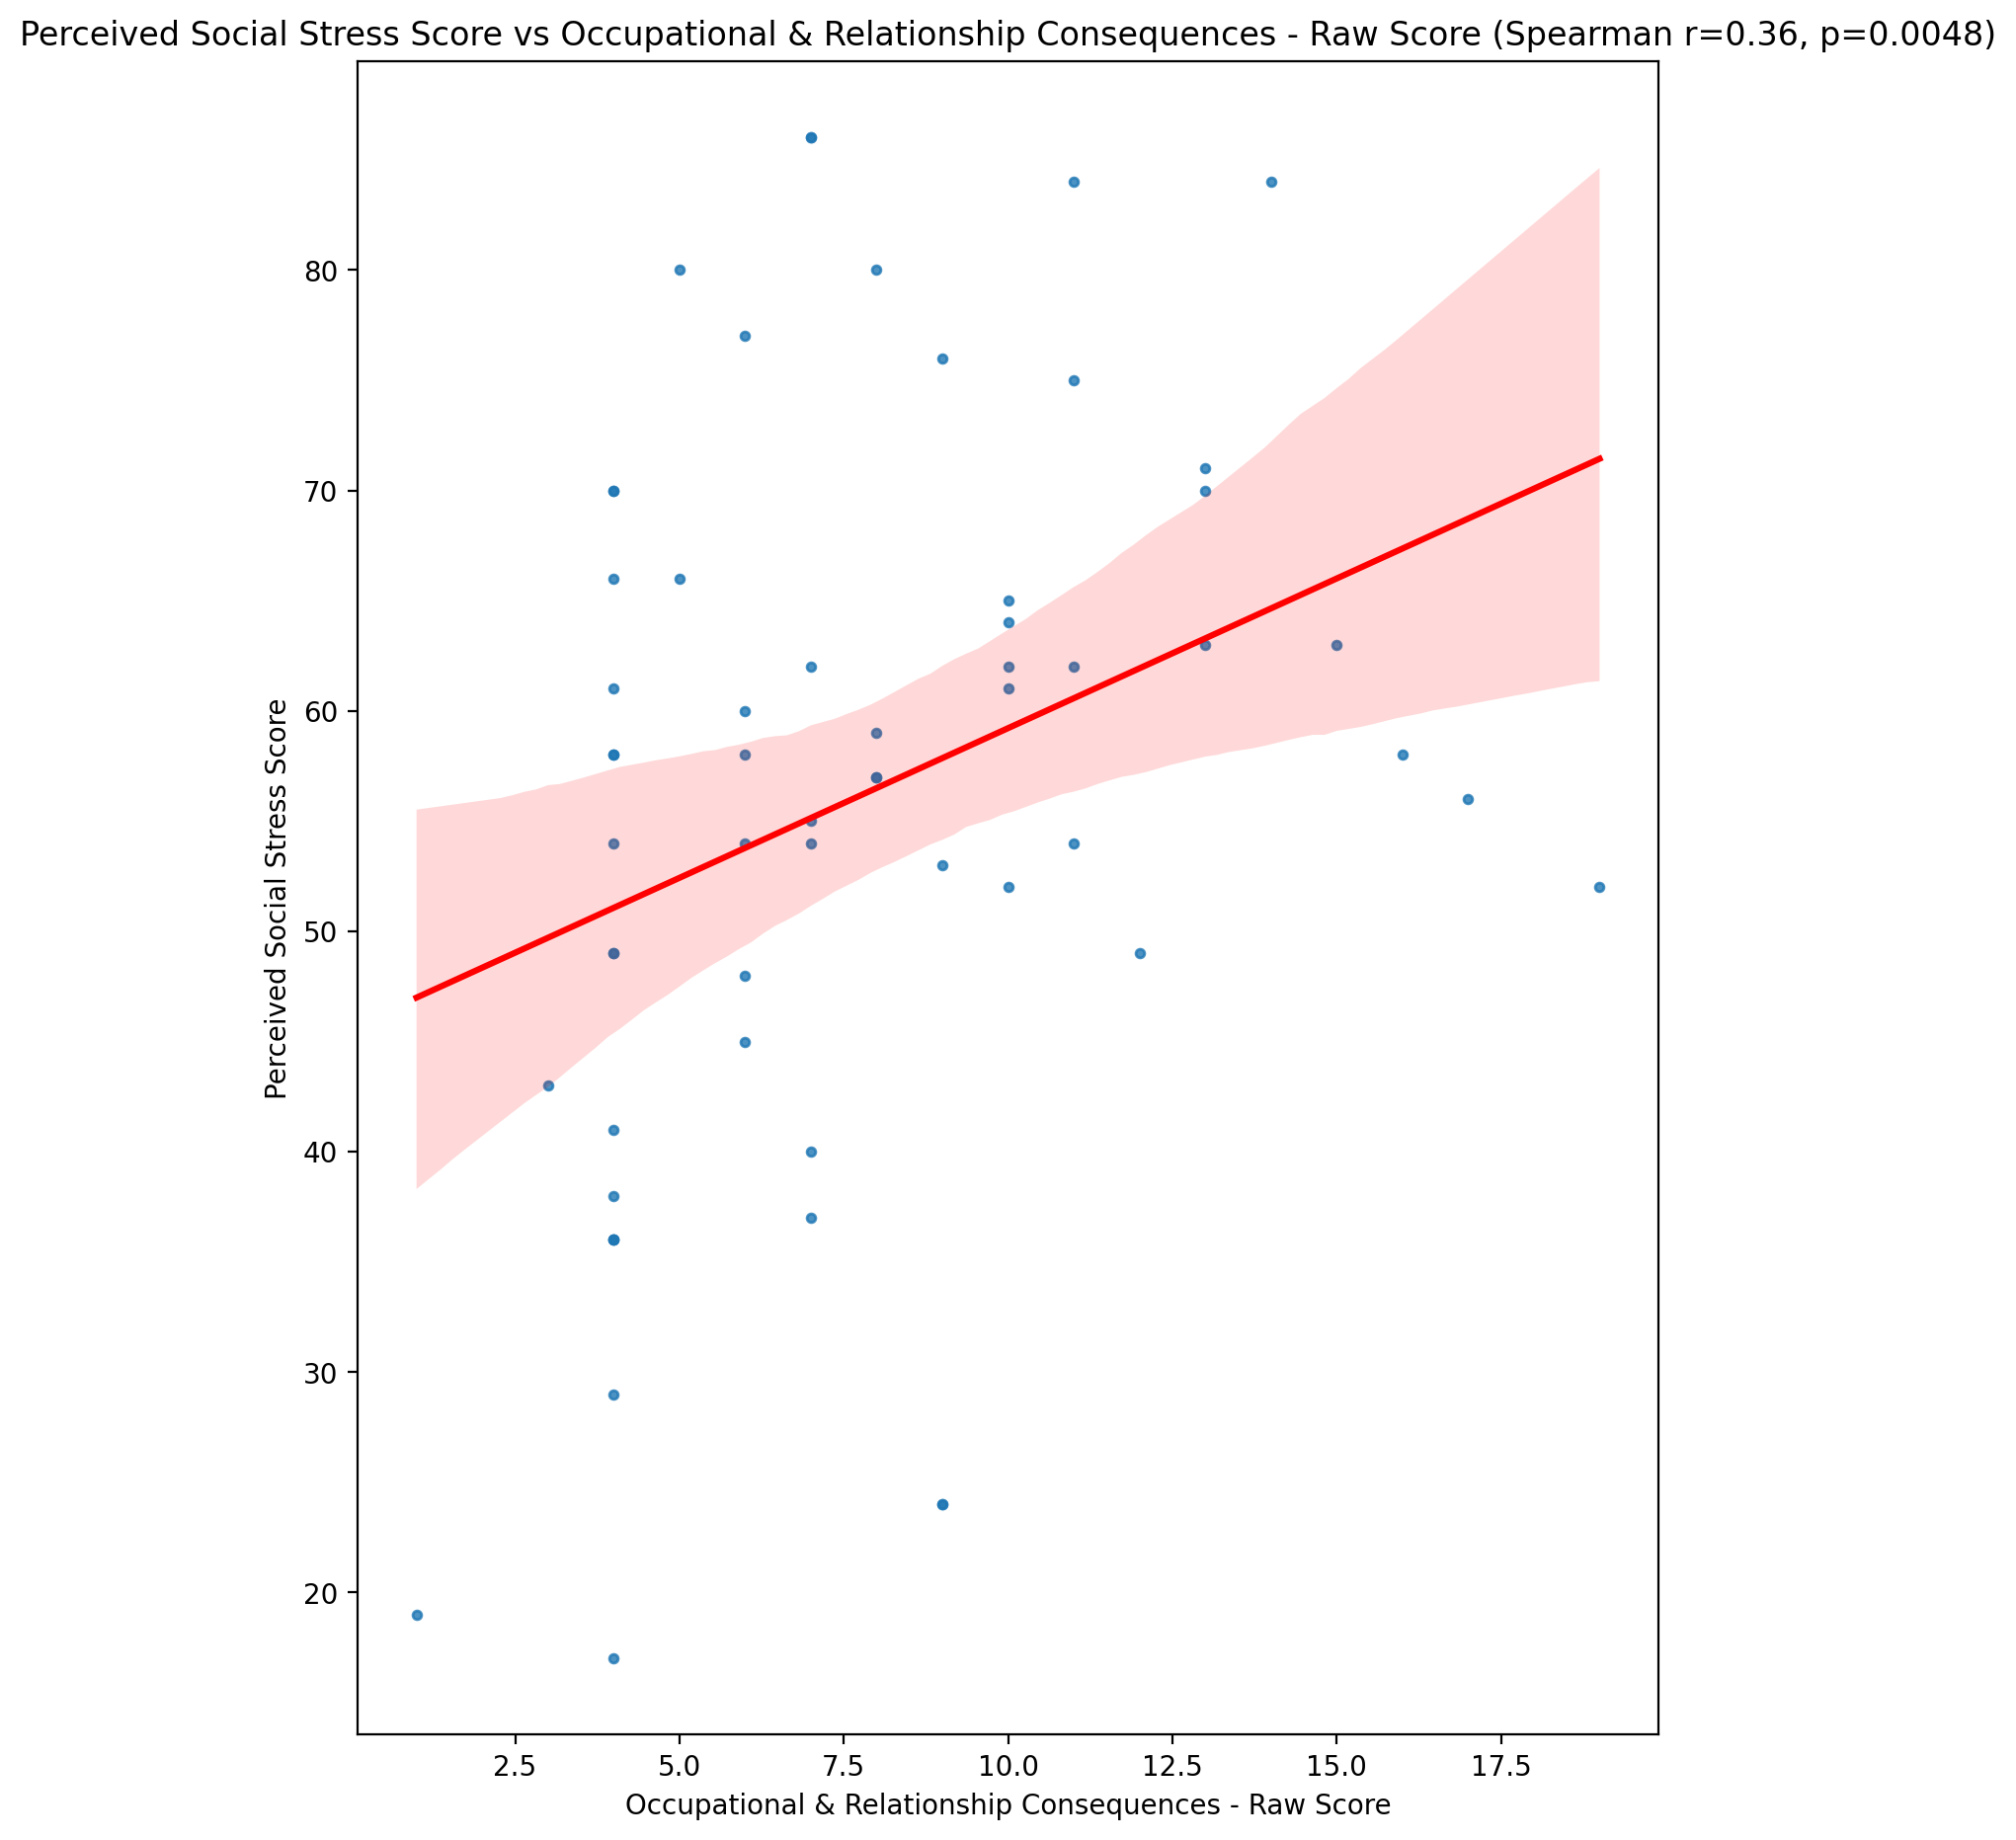 Perceived Social Stress Score vs Occupational & Relationship Consequences - Raw Score (Spearman r=0.36, p=0.0048)
Perceived Social Stress Score
80
70
60
50
40
30
20
2.5 5.0 7.5 10.0 12.5 15.0 17.5
Occupational & Relationship Consequences - Raw Score